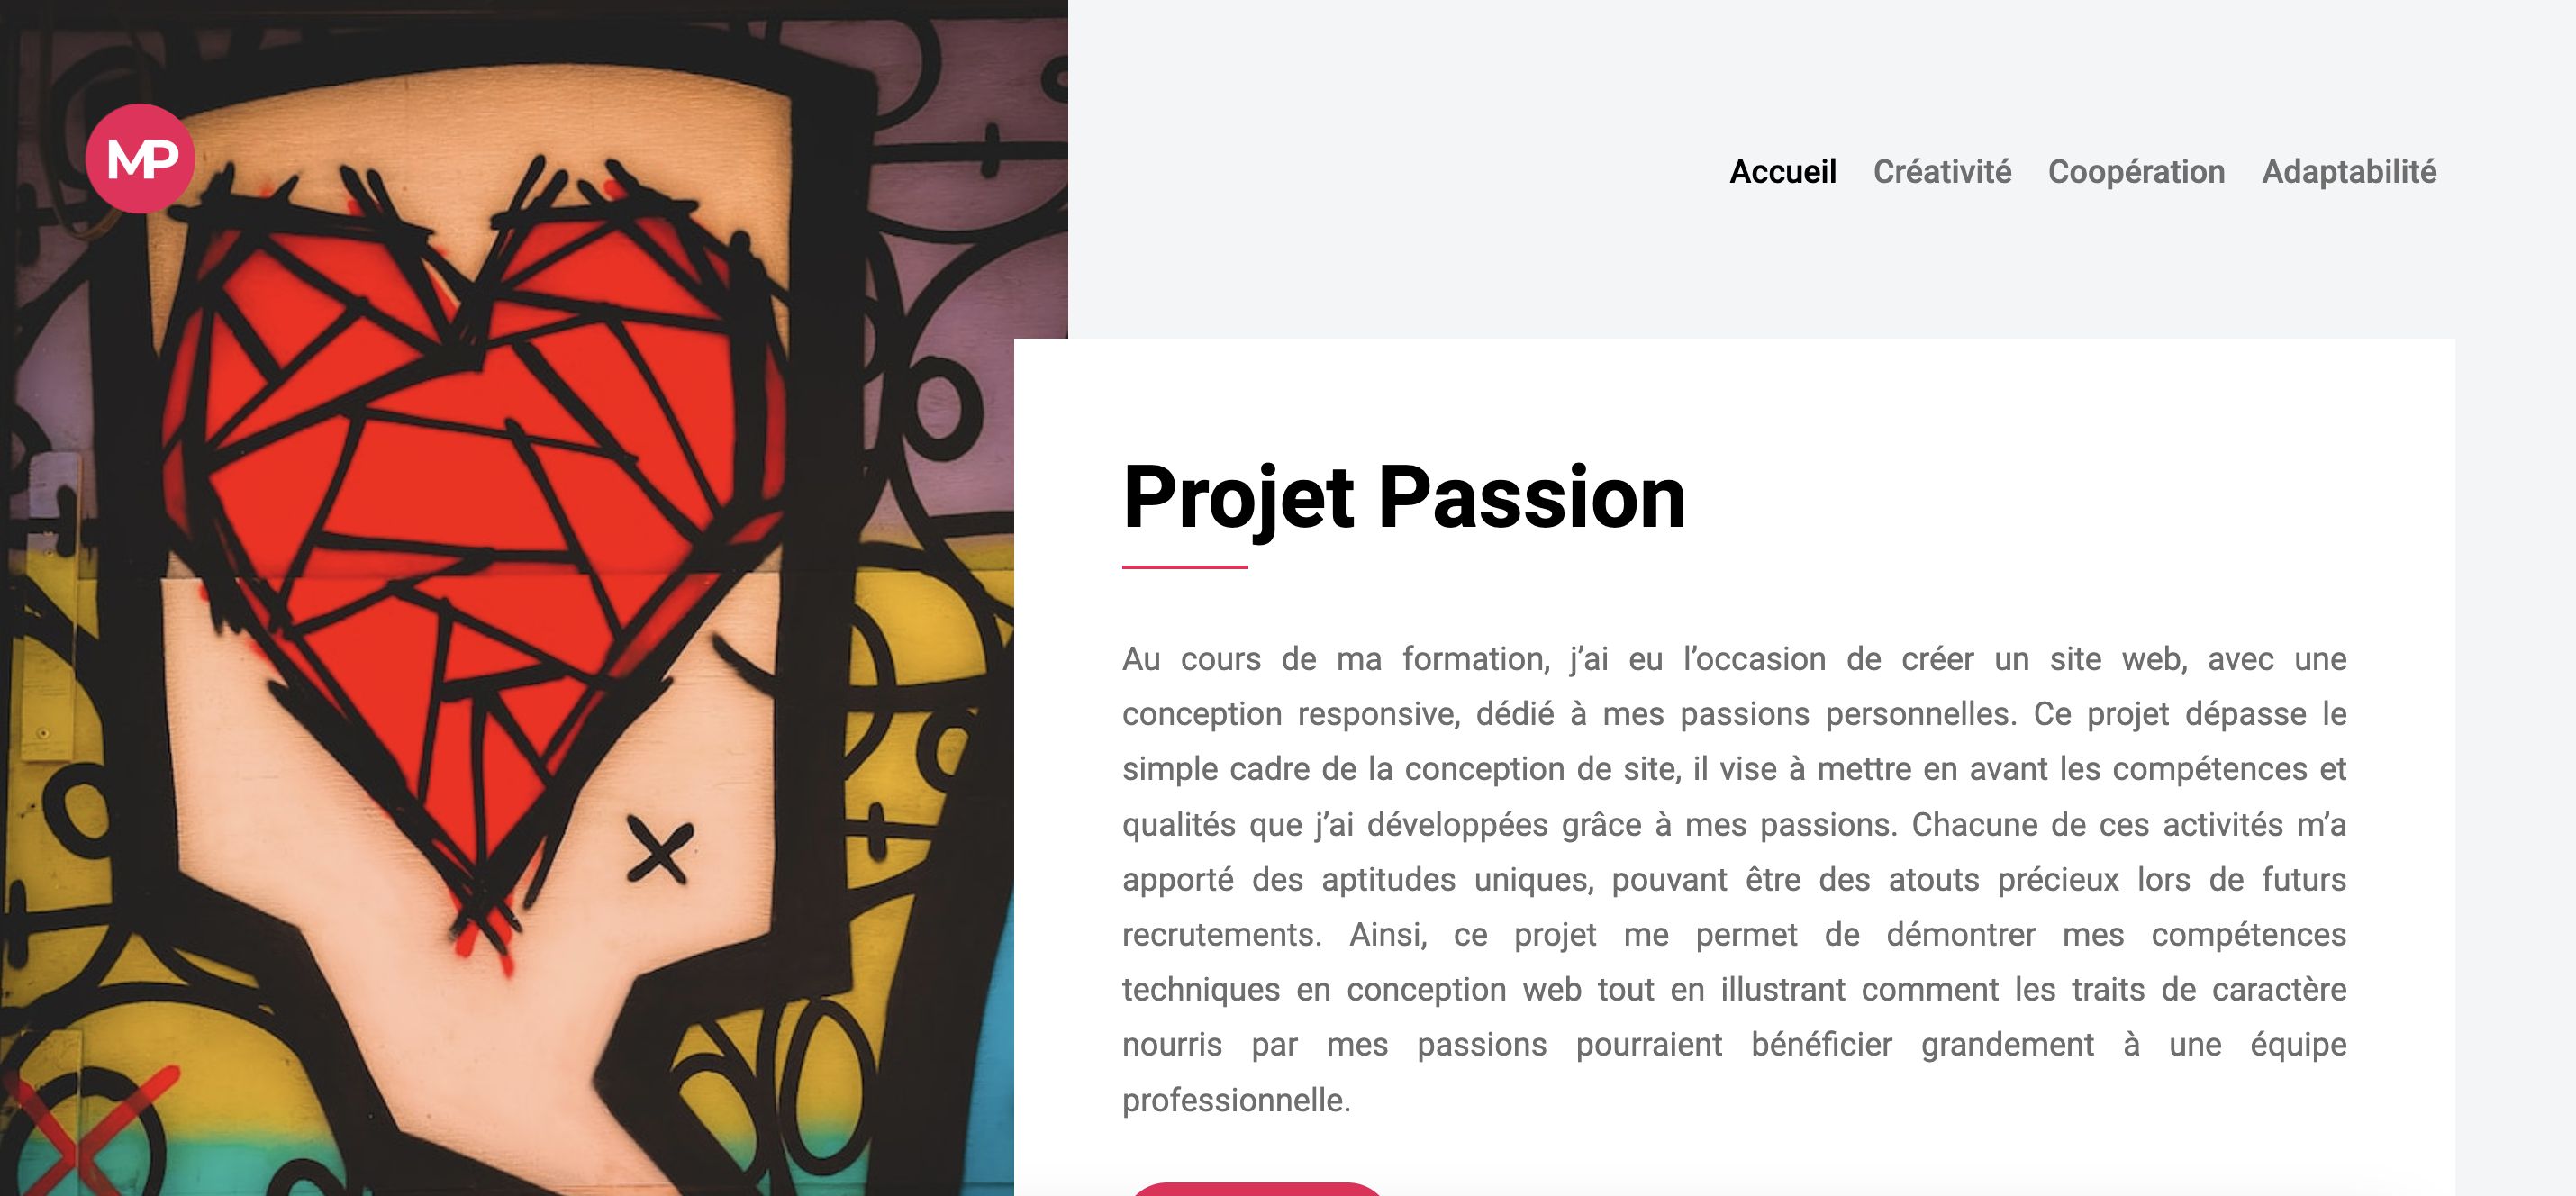 MP
Accueil Créativité Coopération Adaptabilité
Projet Passion
Au cours de ma formation, j’ai eu l’occasion de créer un site web, avec une
conception responsive, dédié à mes passions personnelles. Ce projet dépasse le
simple cadre de la conception de site, il vise à mettre en avant les compétences et
qualités que j’ai développées grâce à mes passions. Chacune de ces activités m’a
apporté des aptitudes uniques, pouvant être des atouts précieux lors de futurs
recrutements. Ainsi, ce projet me permet de démontrer mes compétences
techniques en conception web tout en illustrant comment les traits de caractère
nourris par mes passions pourraient bénéficier grandement à une équipe
professionnelle.